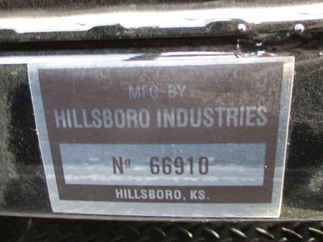 MFG BY
HILLSBORO INDUSTRIES
Nº 66910
HILLSBORO, KS.